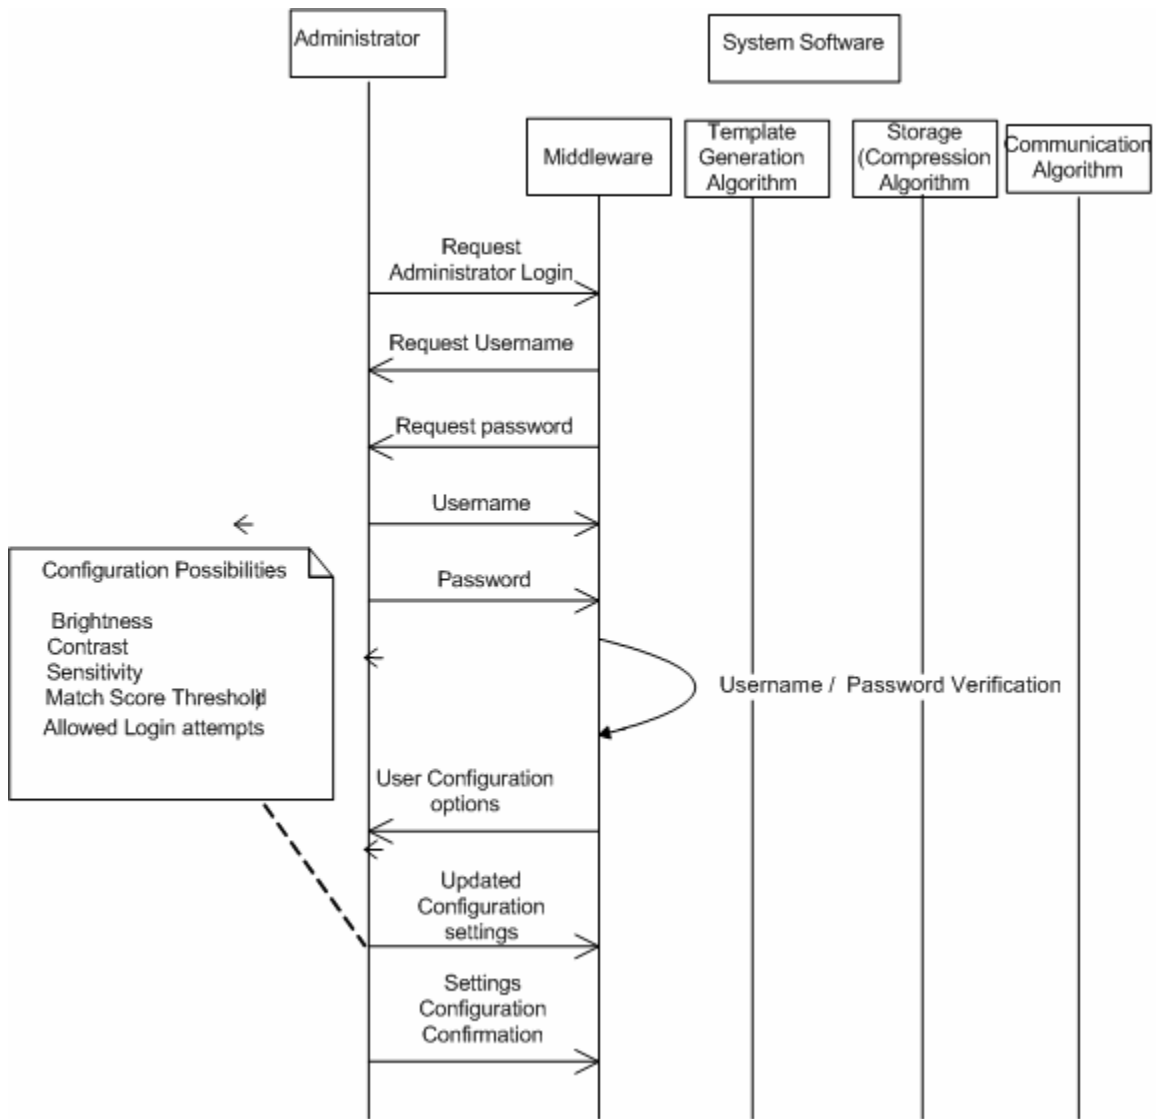 Administrator
System Software
Middleware
Template
Generation
Algorithm
Storage
(Compression
Algorithm
Communication
Algorithm
Request
Administrator Login
Request Username
Request password
Username
Password
Configuration Possibilities
Brightness
Contrast
Sensitivity
Match Score Threshold)
Allowed Login attempts
Username / Password Verification
User Configuration
options
Updated
Configuration
settings
Settings
Configuration
Confirmation